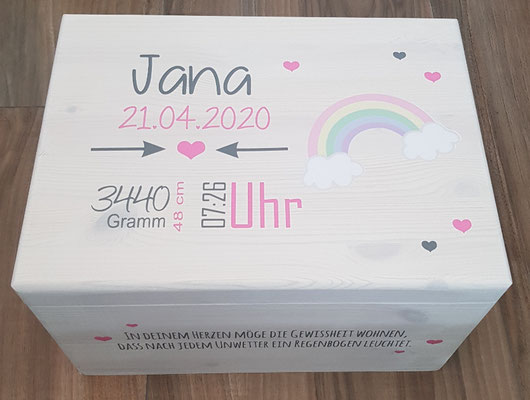 Jana
21.04.2020
3440
Gramm
48 cm
07:26
Uhr
In deinem Herzen möge die Gewissheit wohnen,
dass nach jedem Unwetter ein Regenbogen leuchtet.